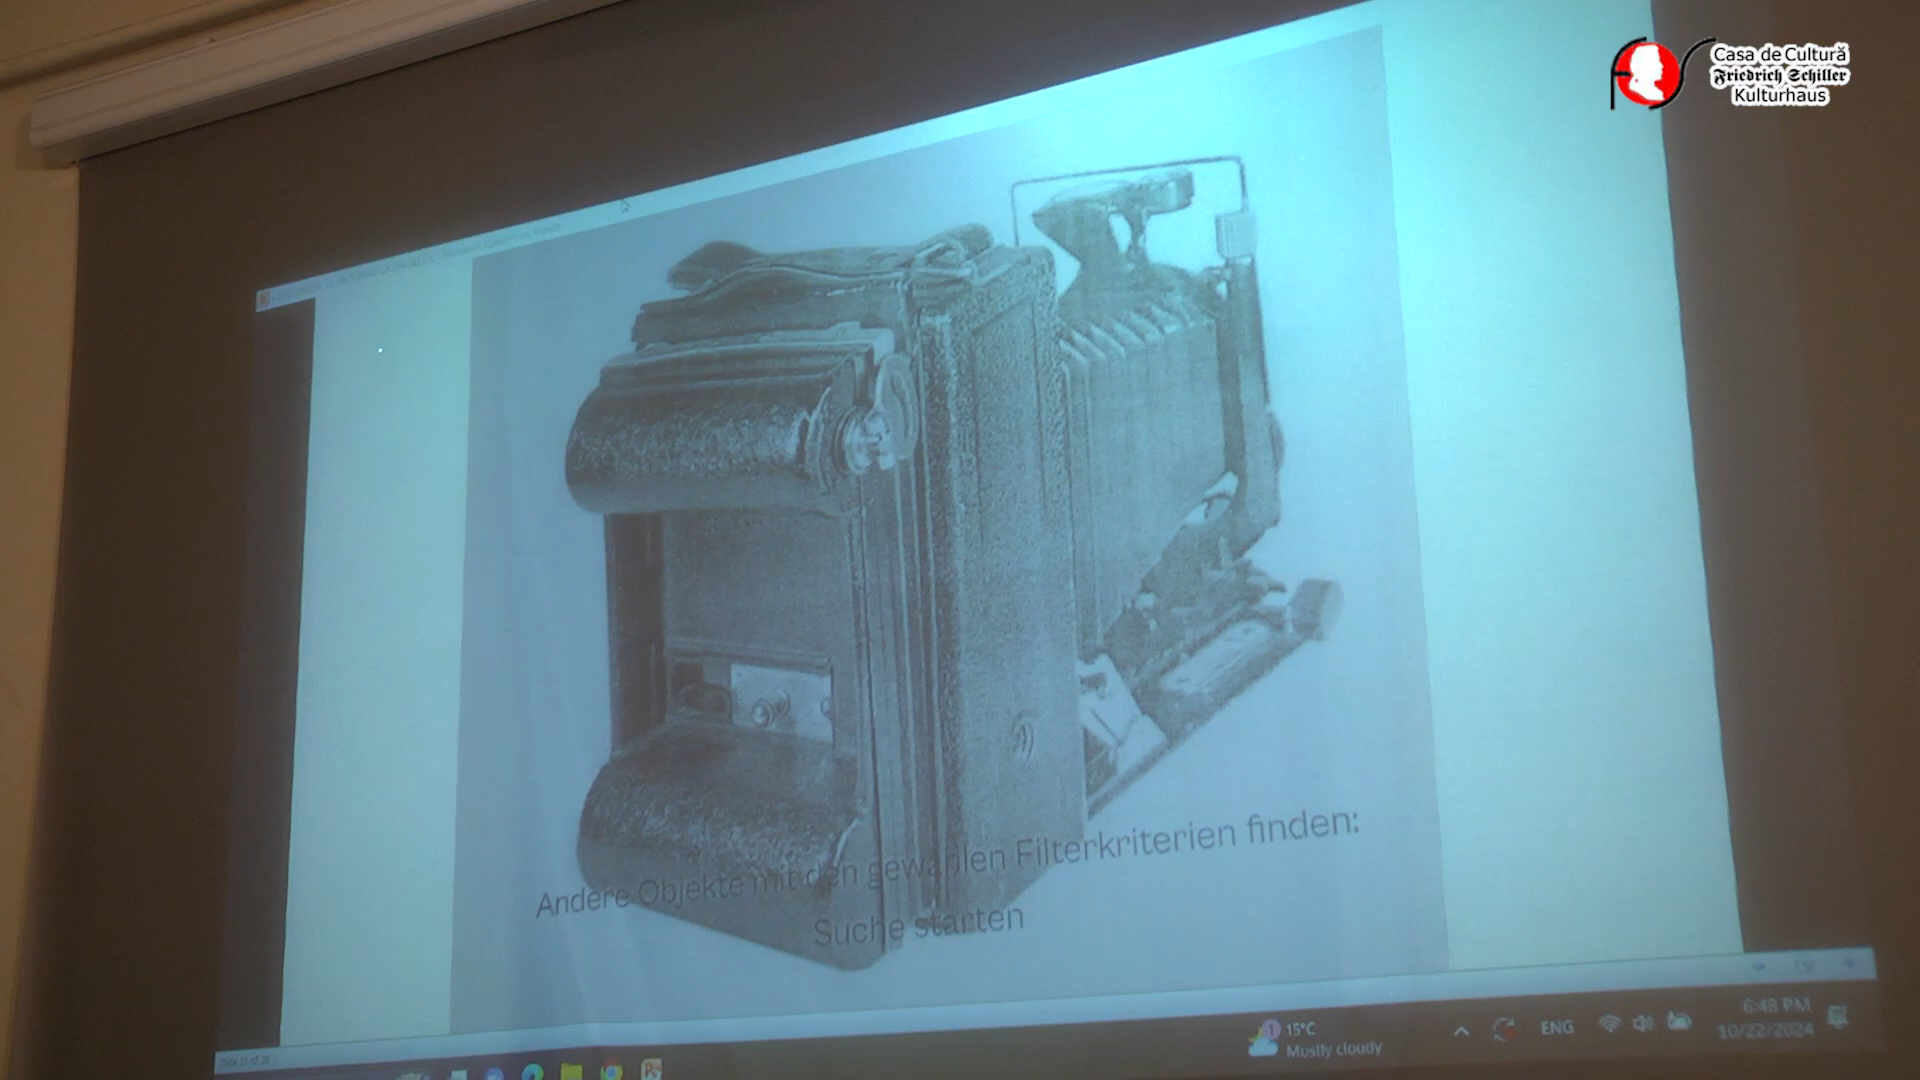 Casa de Cultură
Friedrich Schiller
Kulturhaus
Andere Objekte mit den gewählen Filterkriterien finden:
Suche starten
1
15°C
Mostly cloudy
ENG
6:48 PM
10/22/2024